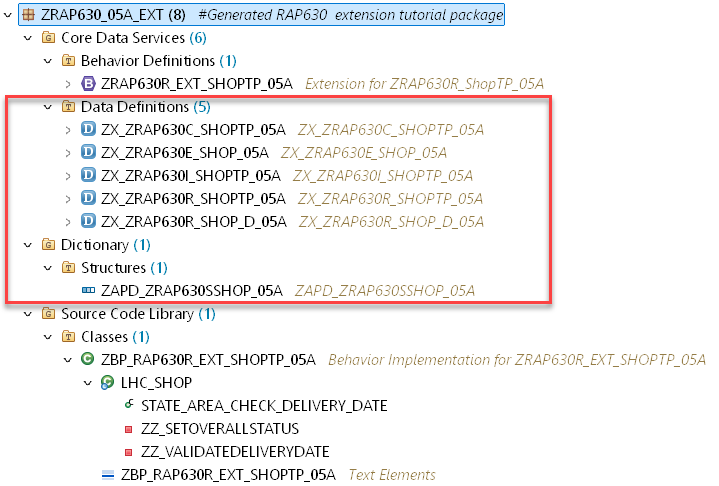 ZRAP630_05A_EXT (8) #Generated RAP630 extension tutorial package
Core Data Services (6)
Behavior Definitions (1)
ZRAP630R_EXT_SHOPTP_05A Extension for ZRAP630R_ShopTP_05A
Data Definitions (5)
ZX_ZRAP630C_SHOPTP_05A ZX_ZRAP630C_SHOPTP_05A
ZX_ZRAP630E_SHOP_05A ZX_ZRAP630E_SHOP_05A
ZX_ZRAP630I_SHOPTP_05A ZX_ZRAP630I_SHOPTP_05A
ZX_ZRAP630R_SHOPTP_05A ZX_ZRAP630R_SHOPTP_05A
ZX_ZRAP630R_SHOP_D_05A ZX_ZRAP630R_SHOP_D_05A
Dictionary (1)
Structures (1)
ZAPD_ZRAP630SSHOP_05A ZAPD_ZRAP630SSHOP_05A
Source Code Library (1)
Classes (1)
ZBP_RAP630R_EXT_SHOPTP_05A Behavior Implementation for ZRAP630R_EXT_SHOPTP_05A
LHC_SHOP
STATE_AREA_CHECK_DELIVERY_DATE
ZZ_SETOVERALLSTATUS
ZZ_VALIDATEDELIVERYDATE
ZBP_RAP630R_EXT_SHOPTP_05A Text Elements